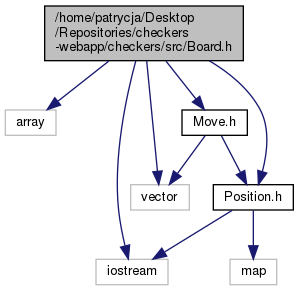 /home/patrycja/Desktop
/Repositories/checkers
-webapp/checkers/src/Board.h
array
Move.h
vector
Position.h
iostream
map